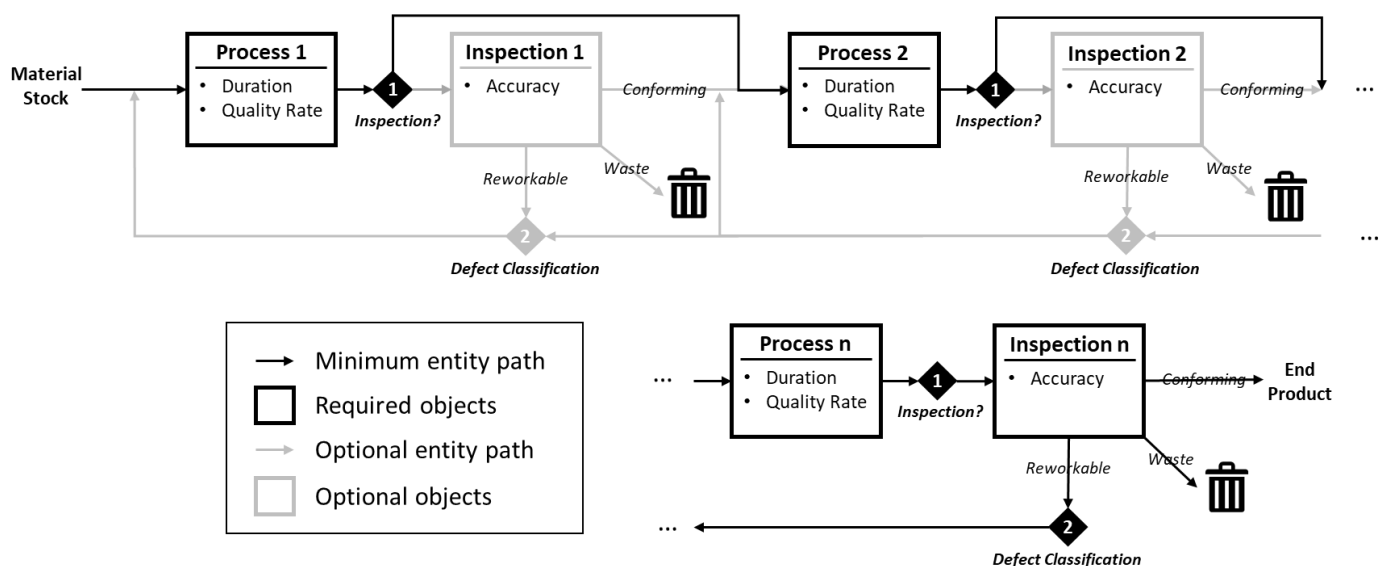 Material
Stock
Process 1
• Duration
• Quality Rate
1
Inspection?
Inspection 1
• Accuracy
Conforming
Reworkable
Waste
2
Defect Classification
Process 2
• Duration
• Quality Rate
1
Inspection?
Inspection 2
• Accuracy
Conforming
Reworkable
Waste
2
Defect Classification
...
...
Minimum entity path
Required objects
Optional entity path
Optional objects
...
Process n
• Duration
• Quality Rate
1
Inspection?
Inspection n
• Accuracy
Conforming
End
Product
Reworkable
Waste
...
2
Defect Classification